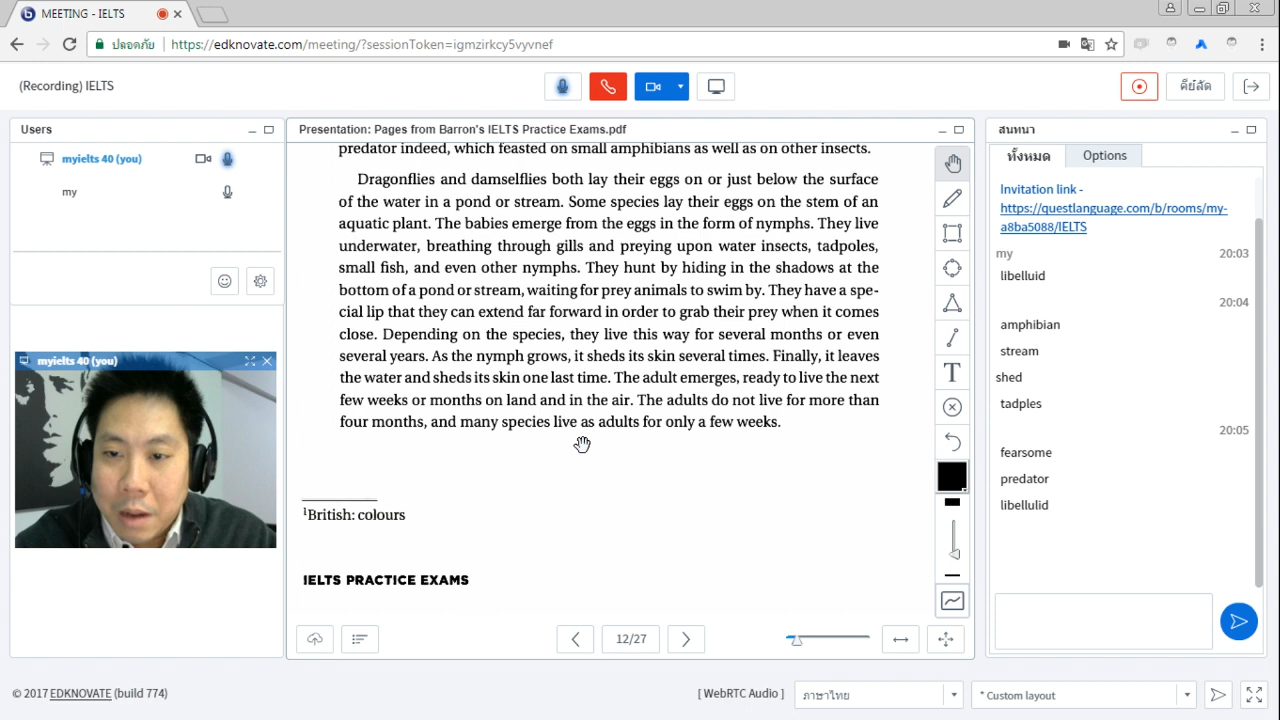 MEETING - IELTS
ปลอดภัย
https://edknovate.com/meeting/?sessionToken=igmzirkcy5vyvnef
(Recording) IELTS
คีย์ลัด
Users
myielts 40 (you)
my
myielts 40 (you)
Presentation: Pages from Barron's IELTS Practice Exams.pdf
predator indeed, which feasted on small amphibians as well as on other insects.
Dragonflies and damselflies both lay their eggs on or just below the surface
of the water in a pond or stream. Some species lay their eggs on the stem of an
aquatic plant. The babies emerge from the eggs in the form of nymphs. They live
underwater, breathing through gills and preying upon water insects, tadpoles,
small fish, and even other nymphs. They hunt by hiding in the shadows at the
bottom of a pond or stream, waiting for prey animals to swim by. They have a spe-
cial lip that they can extend far forward in order to grab their prey when it comes
close. Depending on the species, they live this way for several months or even
several years. As the nymph grows, it sheds its skin several times. Finally, it leaves
the water and sheds its skin one last time. The adult emerges, ready to live the next
few weeks or months on land and in the air. The adults do not live for more than
four months, and many species live as adults for only a few weeks.
1British: colours
IELTS PRACTICE EXAMS
12/27
T
สนทนา
ทั้งหมด
Options
Invitation link -
https://questlanguage.com/b/rooms/my-
a8ba5088/IELTS
my 20:03
libelluid
20:04
amphibian
stream
shed
tadples
20:05
fearsome
predator
libellulid
© 2017 EDKNOVATE (build 774)
[ WebRTC Audio ]
ภาษาไทย
* Custom layout